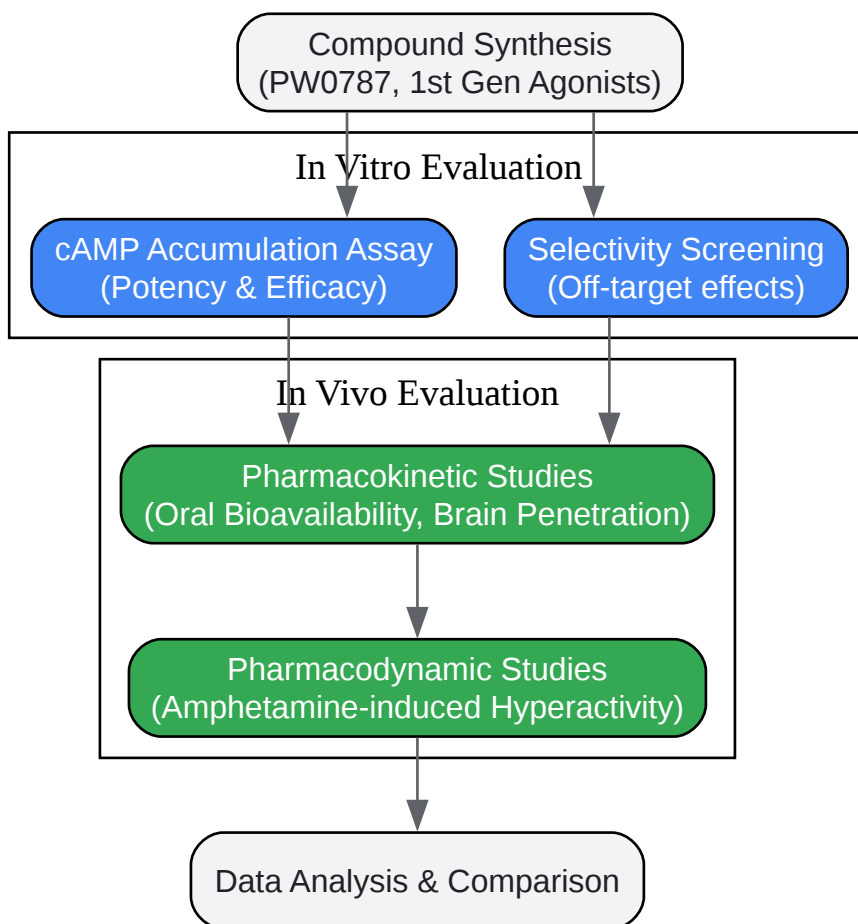 Compound Synthesis
(PW0787, 1st Gen Agonists)
In Vitro Evaluation
cAMP Accumulation Assay
(Potency & Efficacy)
Selectivity Screening
(Off-target effects)
In Vivo Evaluation
Pharmacokinetic Studies
(Oral Bioavailability, Brain Penetration)
Pharmacodynamic Studies
(Amphetamine-induced Hyperactivity)
Data Analysis & Comparison